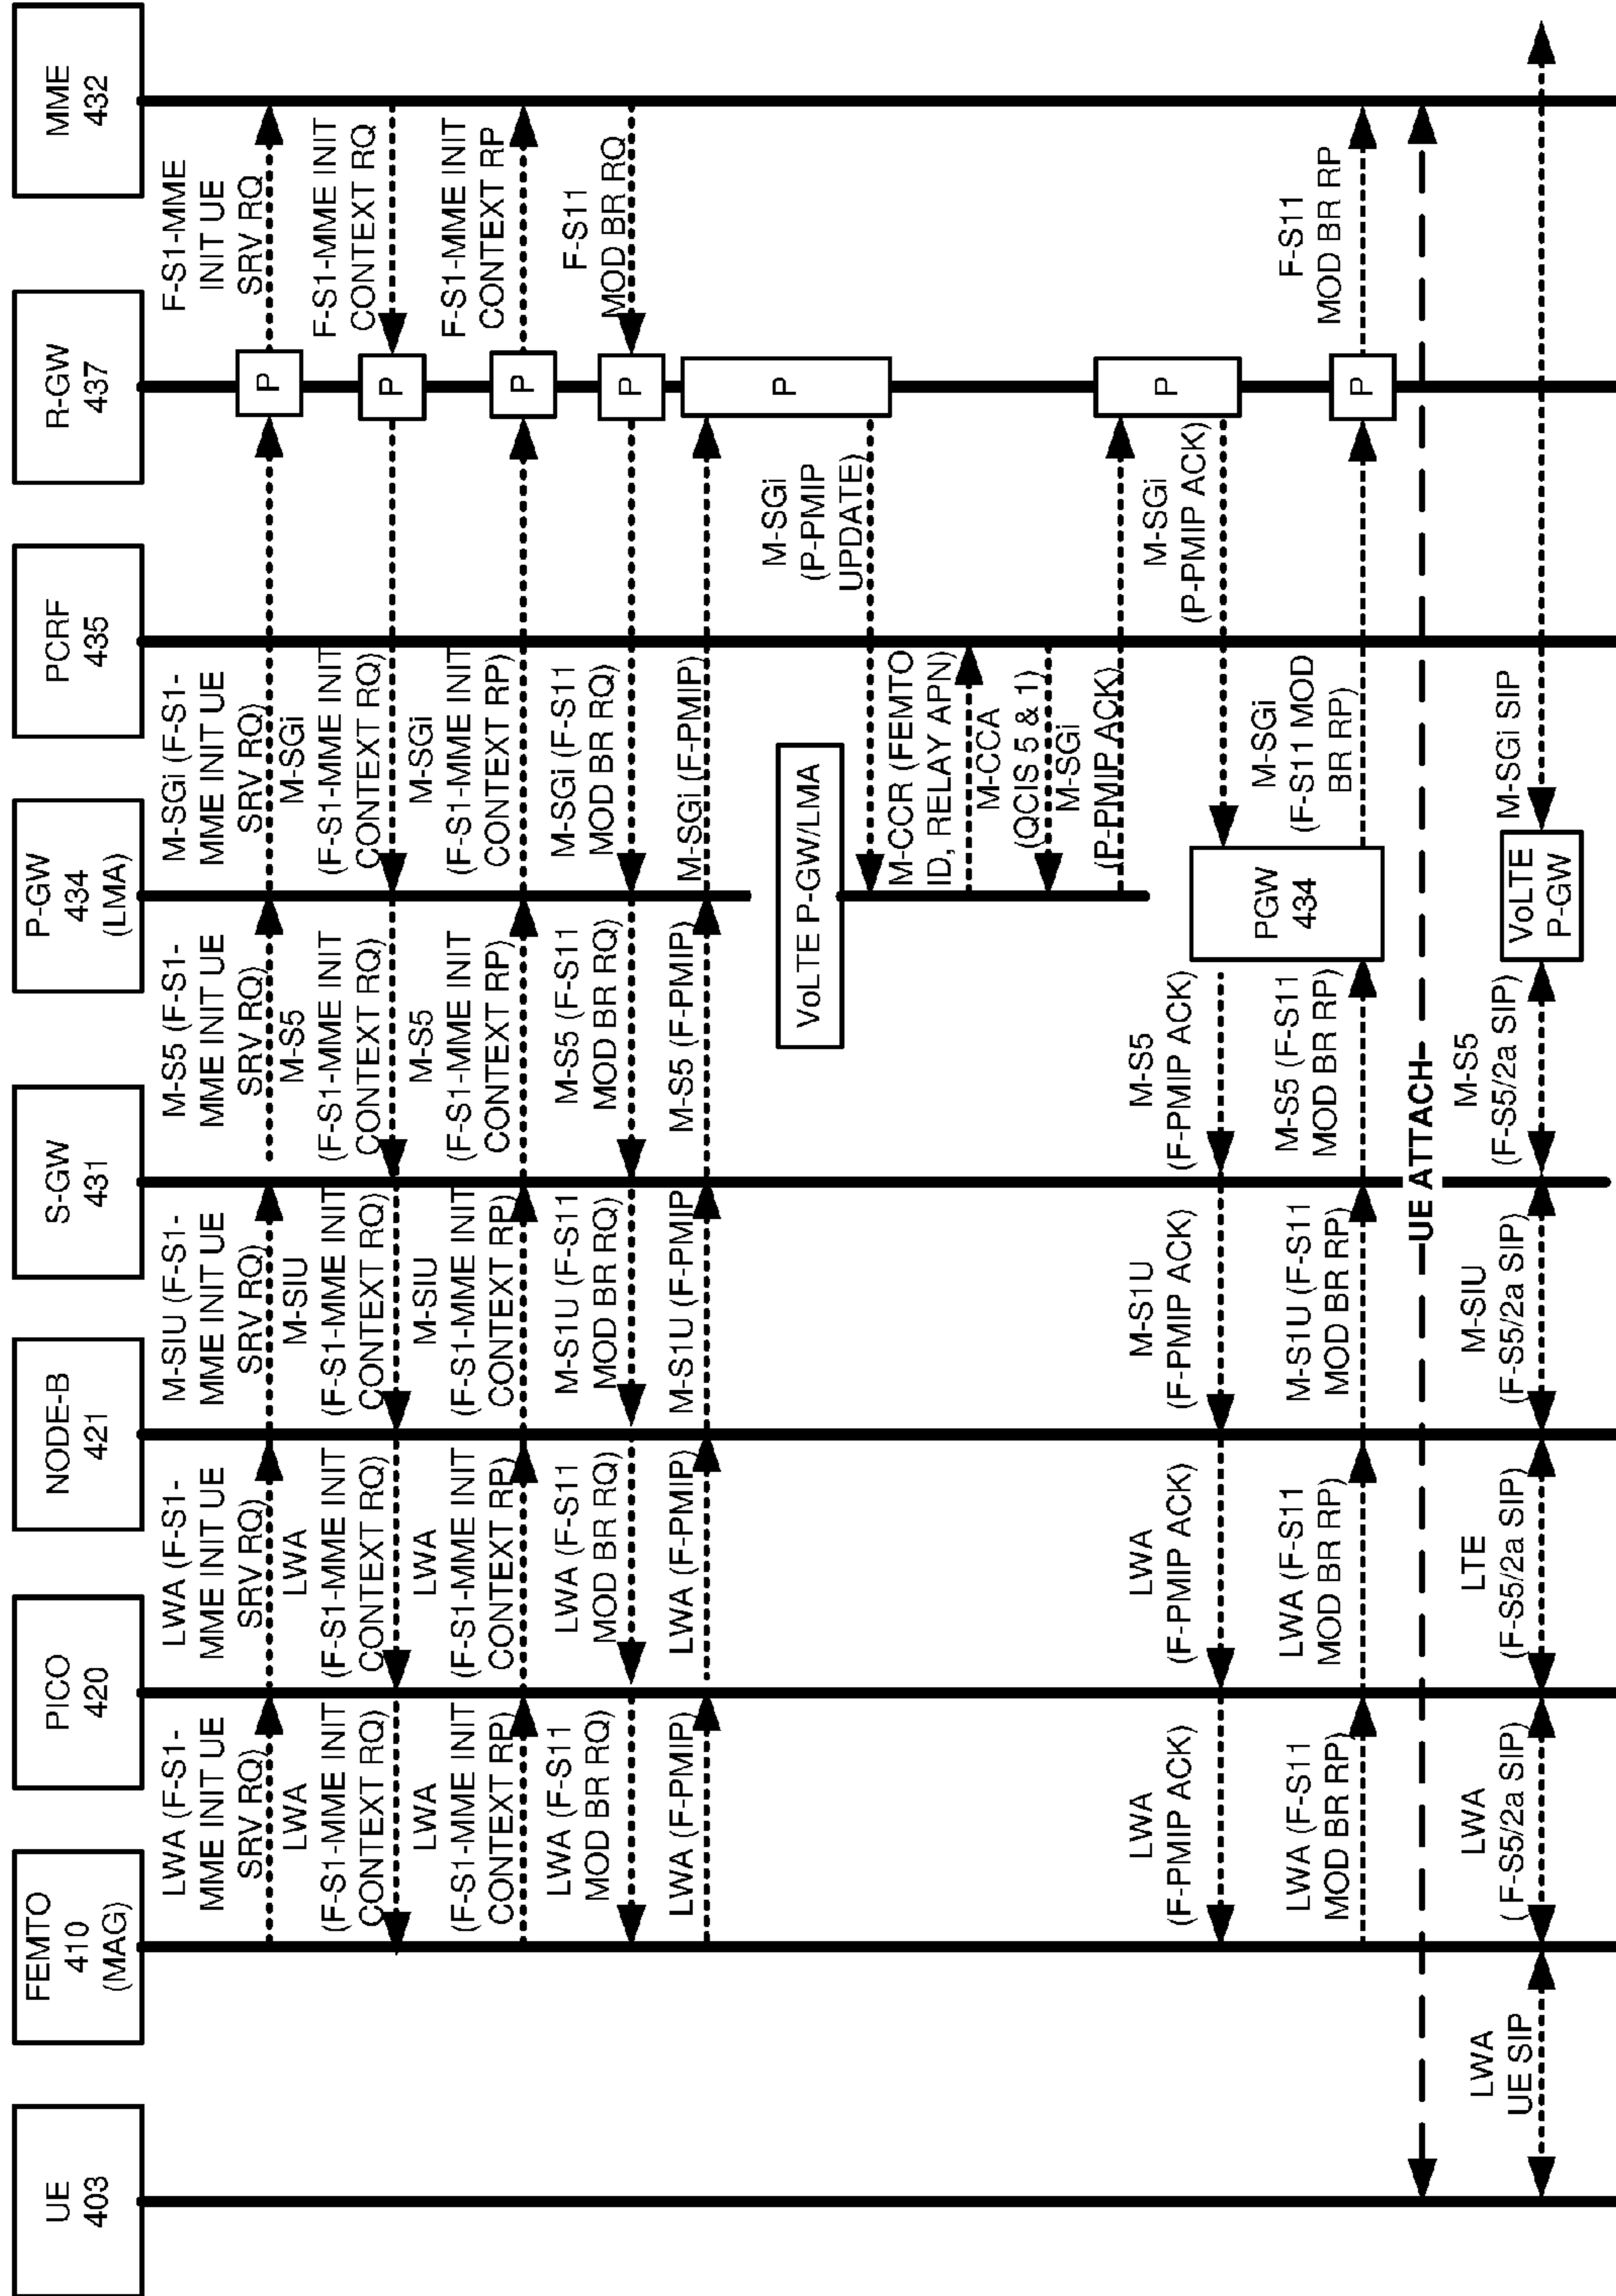 UE
403
FEMTO
410
(MAG)
PICO
420
NODE-B
421
S-GW
431
P-GW
434
(LMA)
PCRF
435
R-GW
437
MME
432
LWA (F-S1-
MME INIT UE
SRV RQ)
LWA (F-S1-
MME INIT UE
SRV RQ)
M-SIU (F-S1-
MME INIT UE
SRV RQ)
M-S5 (F-S1-
MME INIT UE
SRV RQ)
M-SGi (F-S1-
MME INIT UE
SRV RQ)
P
F-S1-MME
INIT UE
SRV RQ
LWA
(F-S1-MME INIT
CONTEXT RQ)
LWA
(F-S1-MME INIT
CONTEXT RQ)
M-SIU
(F-S1-MME INIT
CONTEXT RQ)
M-S5
(F-S1-MME INIT
CONTEXT RQ)
M-SGi
(F-S1-MME INIT
CONTEXT RQ)
P
F-S1-MME INIT
CONTEXT RQ
LWA
(F-S1-MME INIT
CONTEXT RP)
LWA
(F-S1-MME INIT
CONTEXT RP)
M-SIU
(F-S1-MME INIT
CONTEXT RP)
M-S5
(F-S1-MME INIT
CONTEXT RP)
M-SGi
(F-S1-MME INIT
CONTEXT RP)
P
F-S1-MME INIT
CONTEXT RP
LWA (F-S11
MOD BR RQ)
LWA (F-S11
MOD BR RQ)
M-S1U (F-S11
MOD BR RQ)
M-S5 (F-S11
MOD BR RQ)
M-SGi (F-S11
MOD BR RQ)
P
F-S11
MOD BR RQ
LWA (F-PMIP)
LWA (F-PMIP)
M-S1U (F-PMIP
M-S5 (F-PMIP)
M-SGi (F-PMIP)
P
VoLTE P-GW/LMA
M-SGi
(P-PMIP
UPDATE)
M-CCR (FEMTO
ID, RELAY APN)
M-CCA
(QCIS 5 & 1)
M-SGi
(P-PMIP ACK)
P
LWA
(F-PMIP ACK)
LWA
(F-PMIP ACK)
M-S1U
(F-PMIP ACK)
M-S5
(F-PMIP ACK)
PGW
434
M-SGi
(P-PMIP ACK)
LWA (F-S11
MOD BR RP)
LWA (F-S11
MOD BR RP)
M-S1U (F-S11
MOD BR RP)
M-S5 (F-S11
MOD BR RP)
M-SGi
(F-S11 MOD
BR RP)
P
F-S11
MOD BR RP
UE ATTACH
LWA
UE SIP
LWA
( F-S5/2a SIP)
LTE
(F-S5/2a SIP)
M-SIU
(F-S5/2a SIP)
M-S5
(F-S5/2a SIP)
VoLTE
P-GW
M-SGi SIP